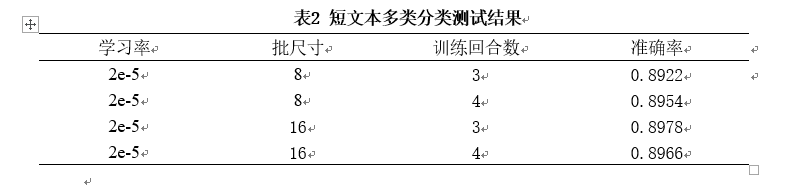 表2 短文本多类分类测试结果
学习率 批尺寸 训练回合数 准确率
2e-5 8 3 0.8922
2e-5 8 4 0.8954
2e-5 16 3 0.8978
2e-5 16 4 0.8966